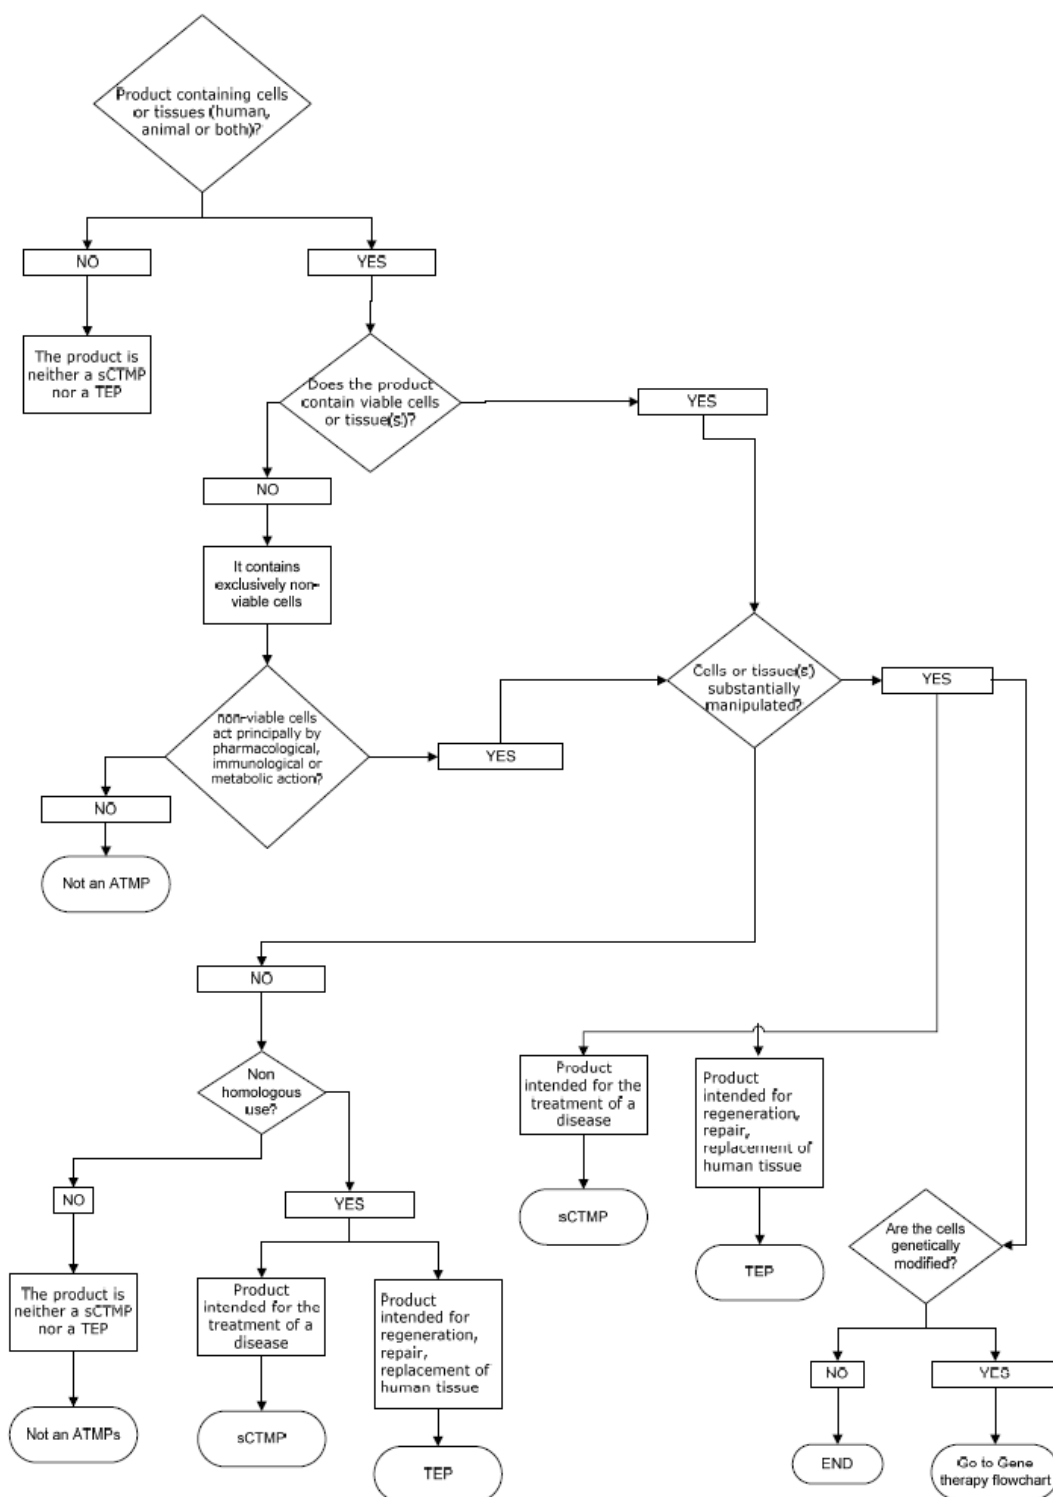 Product containing cells
or tissues (human,
animal or both)?
NO
YES
The product is
neither a sCTMP
nor a TEP
Does the product
contain viable cells
or tissue(s)?
YES
NO
It contains
exclusively non-
viable cells
Cells or tissue(s)
substantially
manipulated?
YES
non-viable cells
act principally by
pharmacological,
immunological or
metabolic action?
YES
NO
Not an ATMP
NO
Non
homologous
use?
Product
intended for the
treatment of a
disease
Product
intended for
regeneration,
repair,
replacement of
human tissue
NO
YES
sCTMP
TEP
Are the cells
genetically
modified?
The product is
neither a sCTMP
nor a TEP
Product
intended for the
treatment of a
disease
Product
intended for
regeneration,
repair,
replacement of
human tissue
NO
YES
Not an ATMPs
sCTMP
TEP
END
Go to Gene
therapy flowchart